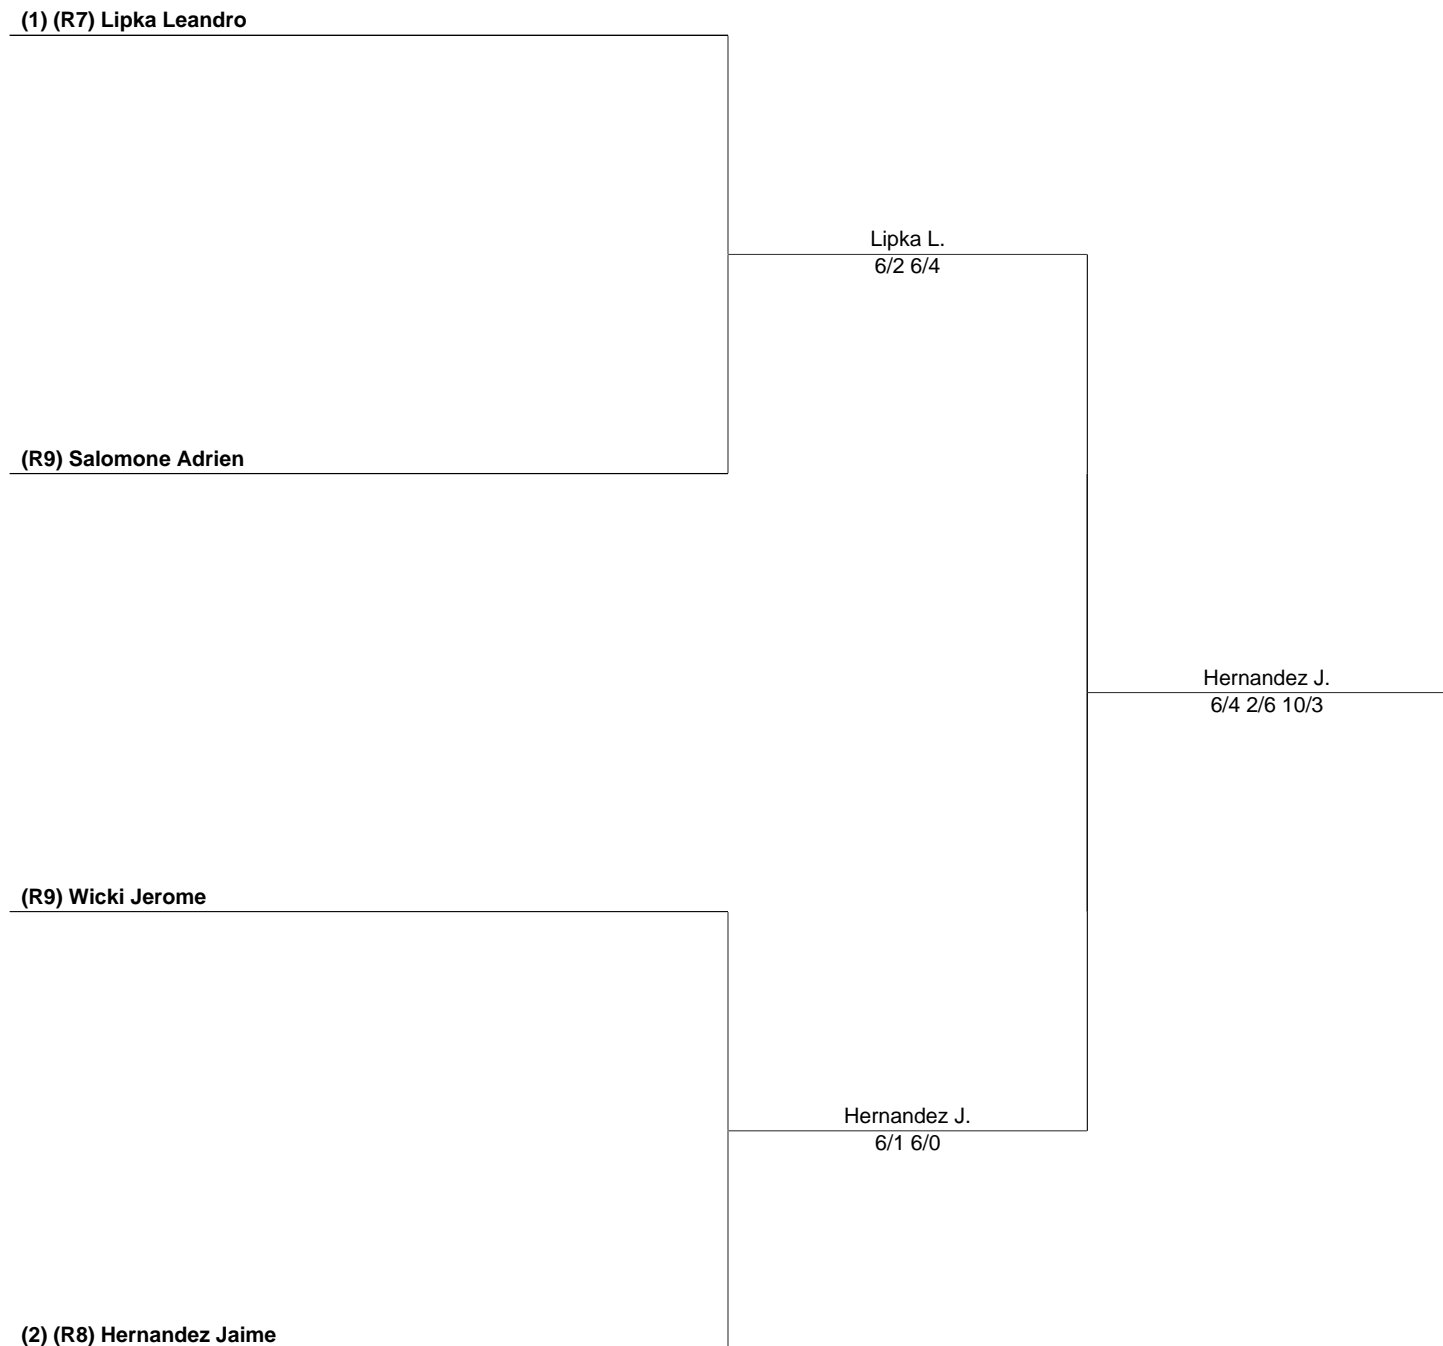 (1) (R7) Lipka Leandro
Lipka L.
6/2 6/4
(R9) Salomone Adrien
Hernandez J.
6/4 2/6 10/3
(R9) Wicki Jerome
Hernandez J.
6/1 6/0
(2) (R8) Hernandez Jaime